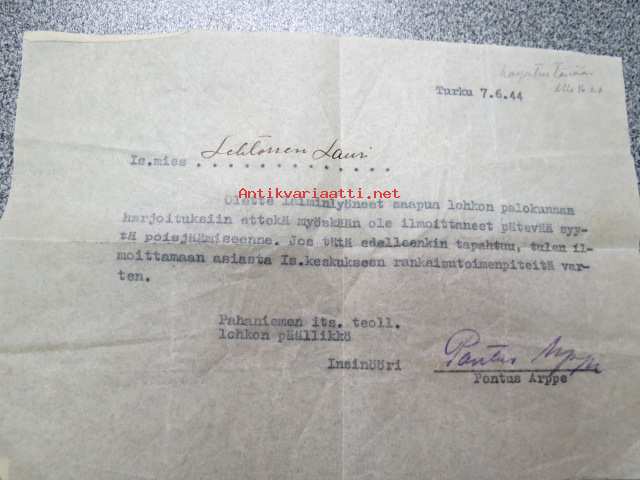 Turku 7.6.44
Is.mies Lehtonen Lauri
Antikvariaatti.net
Olette laiminlyöneet saapua lohkon palokunnan
harjoituksiin ettekä myöskään ole ilmoittaneet pätevää syy-
tä poisjäämiseenne. Jos tätä edelleenkin tapahtuu, tulen il-
moittamaan asiasta Is.keskukseen rankaisutoimenpiteitä var-
ten.
Pahaniemen its. teoll.
lohkon päällikkö
Insinööri Pontus Arppe
Pontus Arppe